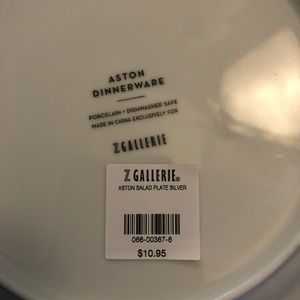 ASTON
DINNERWARE
PORCELAIN • DISHWASHER SAFE
MADE IN CHINA EXCLUSIVELY FOR
Z GALLERIE
Z GALLERIE®
ASTON SALAD PLATE SILVER
066-00367-6
$10.95